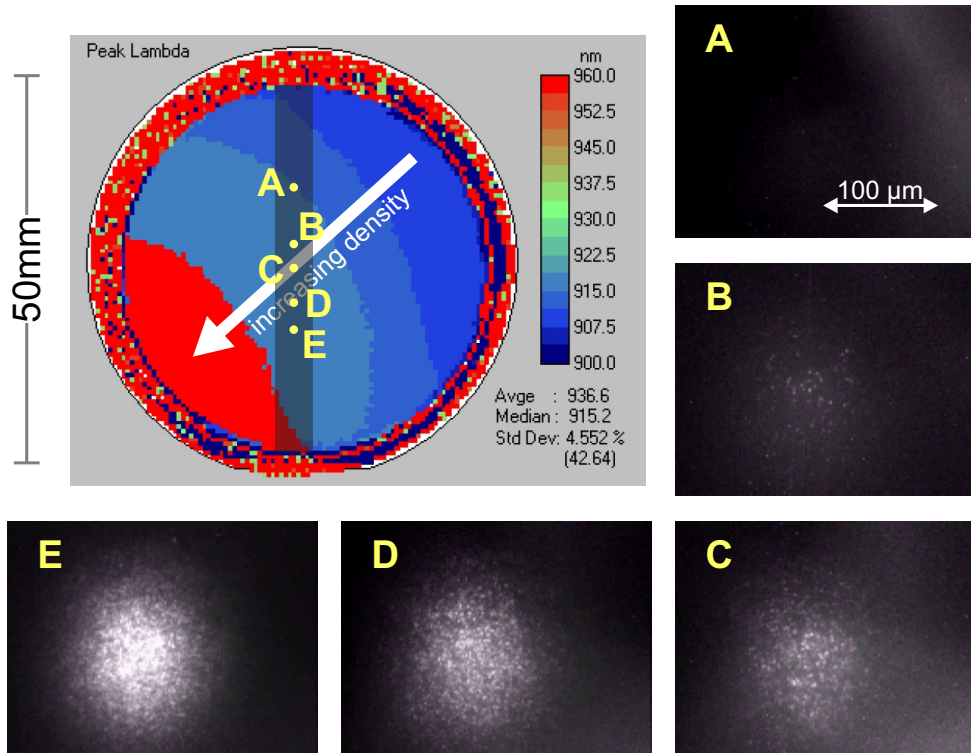 Peak Lambda
50mm
nm
960.0
952.5
945.0
937.5
930.0
922.5
915.0
907.5
900.0
A
B
C
D
E
increasing density
Avge : 936.6
Median : 915.2
Std Dev: 4.552 %
(42.64)
A
100 µm
B
E
D
C